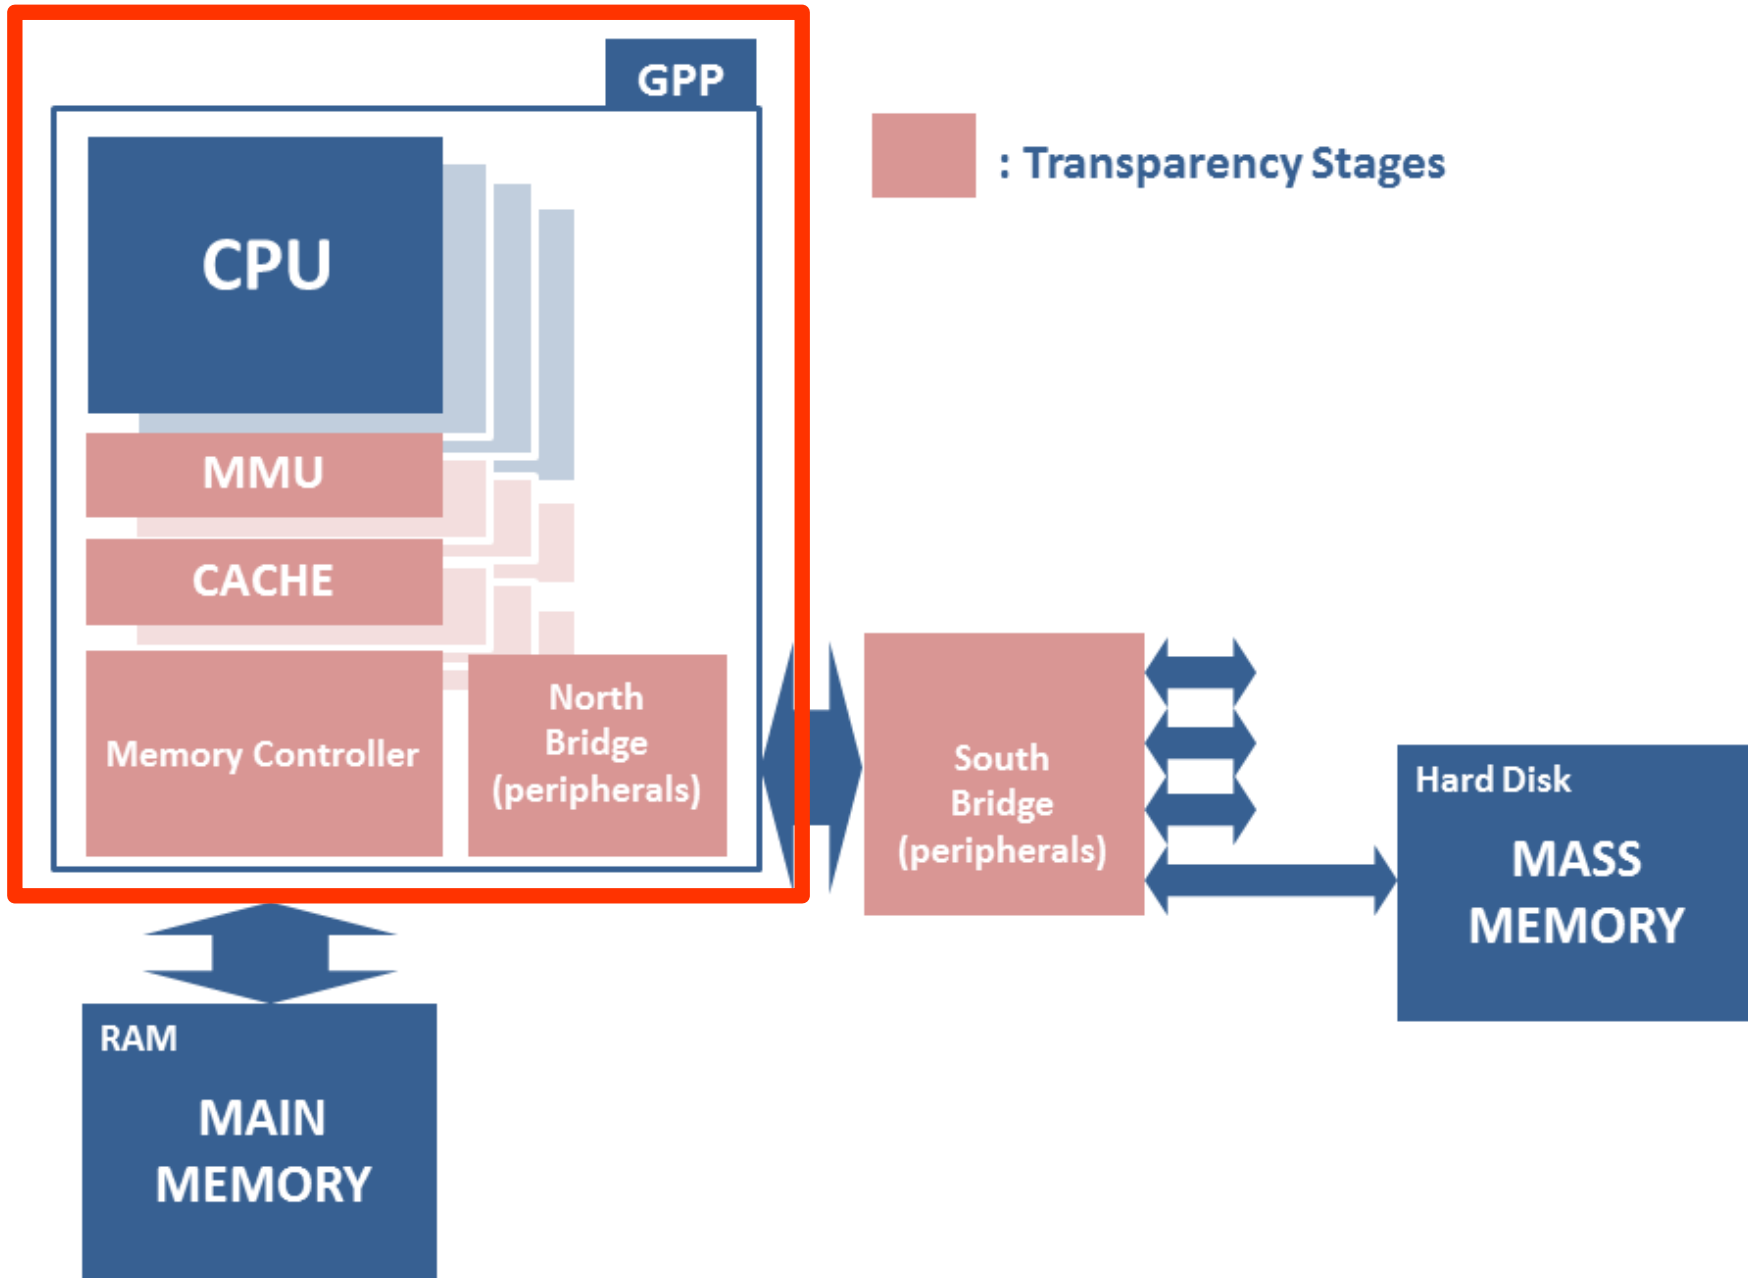 GPP
CPU
MMU
CACHE
Memory Controller
North
Bridge
(peripherals)
: Transparency Stages
South
Bridge
(peripherals)
Hard Disk
MASS
MEMORY
RAM
MAIN
MEMORY